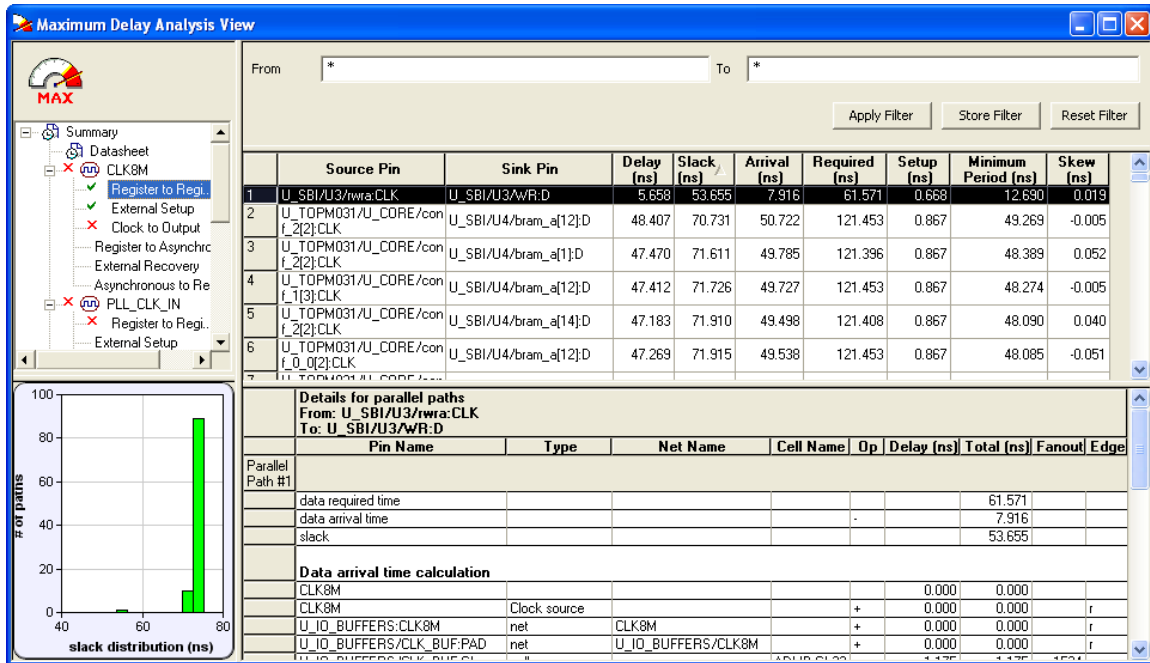 Maximum Delay Analysis View
MAX
From * To *
Apply Filter Store Filter Reset Filter
Summary
Datasheet
CLK8M
Register to Regi..
External Setup
Clock to Output
Register to Asynchrc
External Recovery
Asynchronous to Re
PLL_CLK_IN
Register to Regi..
External Setup
Source Pin Sink Pin Delay (ns) Slack (ns) Arrival (ns) Required (ns) Setup (ns) Minimum Period (ns) Skew (ns)
1 U_SBI/U3/rwra:CLK U_SBI/U3/WR:D 5.658 53.655 7.916 61.571 0.668 12.690 0.019
2 U_TOPM031/U_CORE/con f_2[2]:CLK U_SBI/U4/bram_a[12]:D 48.407 70.731 50.722 121.453 0.867 49.269 -0.005
3 U_TOPM031/U_CORE/con f_2[2]:CLK U_SBI/U4/bram_a[1]:D 47.470 71.611 49.785 121.396 0.867 48.389 0.052
4 U_TOPM031/U_CORE/con f_1[3]:CLK U_SBI/U4/bram_a[12]:D 47.412 71.726 49.727 121.453 0.867 48.274 -0.005
5 U_TOPM031/U_CORE/con f_2[2]:CLK U_SBI/U4/bram_a[14]:D 47.183 71.910 49.498 121.408 0.867 48.090 0.040
6 U_TOPM031/U_CORE/con f_0_0[2]:CLK U_SBI/U4/bram_a[12]:D 47.269 71.915 49.538 121.453 0.867 48.085 -0.051
100
80
60
40
20
0
40 60 80
# of paths
slack distribution (ns)
Details for parallel paths
From: U_SBI/U3/rwra:CLK
To: U_SBI/U3/WR:D
Pin Name Type Net Name Cell Name Op Delay (ns) Total (ns) Fanout Edge
Parallel Path #1
data required time 61.571
data arrival time - 7.916
slack 53.655
Data arrival time calculation
CLK8M 0.000 0.000
CLK8M Clock source + 0.000 0.000 r
U_IO_BUFFERS:CLK8M net CLK8M + 0.000 0.000 r
U_IO_BUFFERS/CLK_BUF:PAD net U_IO_BUFFERS/CLK8M + 0.000 0.000 r